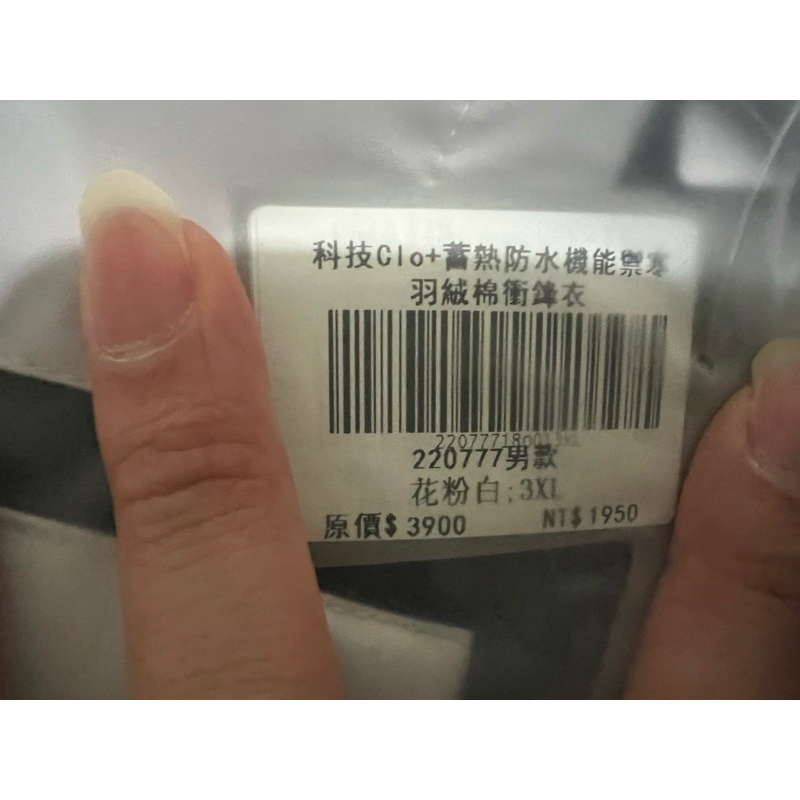 科技Clo+蓄熱防水機能禦寒
羽絨棉衝鋒衣
220777男款
花粉白:3XL
原價$ 3900 NT$ 1950